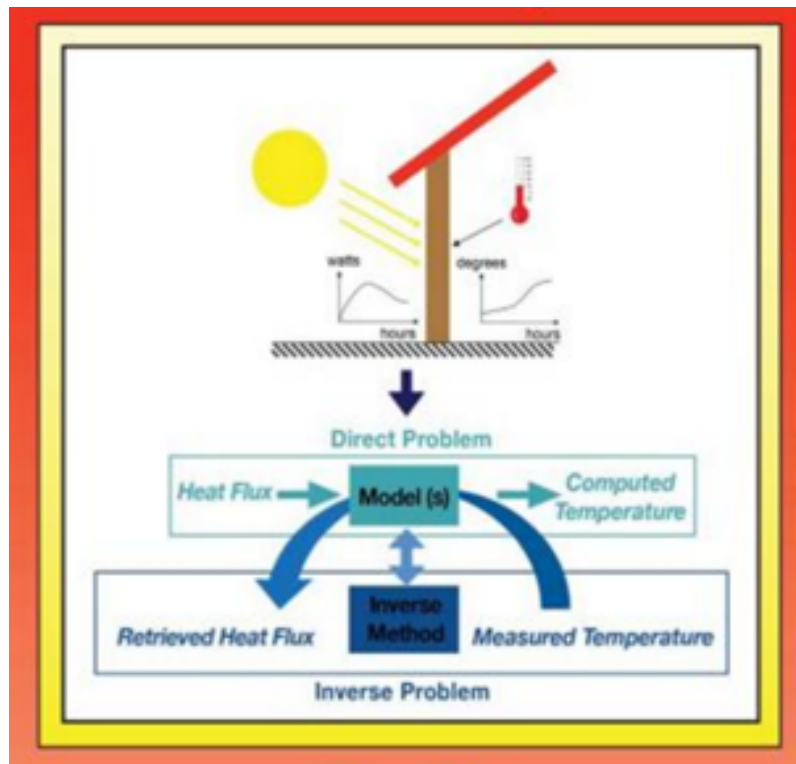 watts
degrees
hours
hours
Direct Problem
Heat Flux
Model (s)
Computed
Temperature
Inverse
Method
Retrieved Heat Flux
Measured Temperature
Inverse Problem